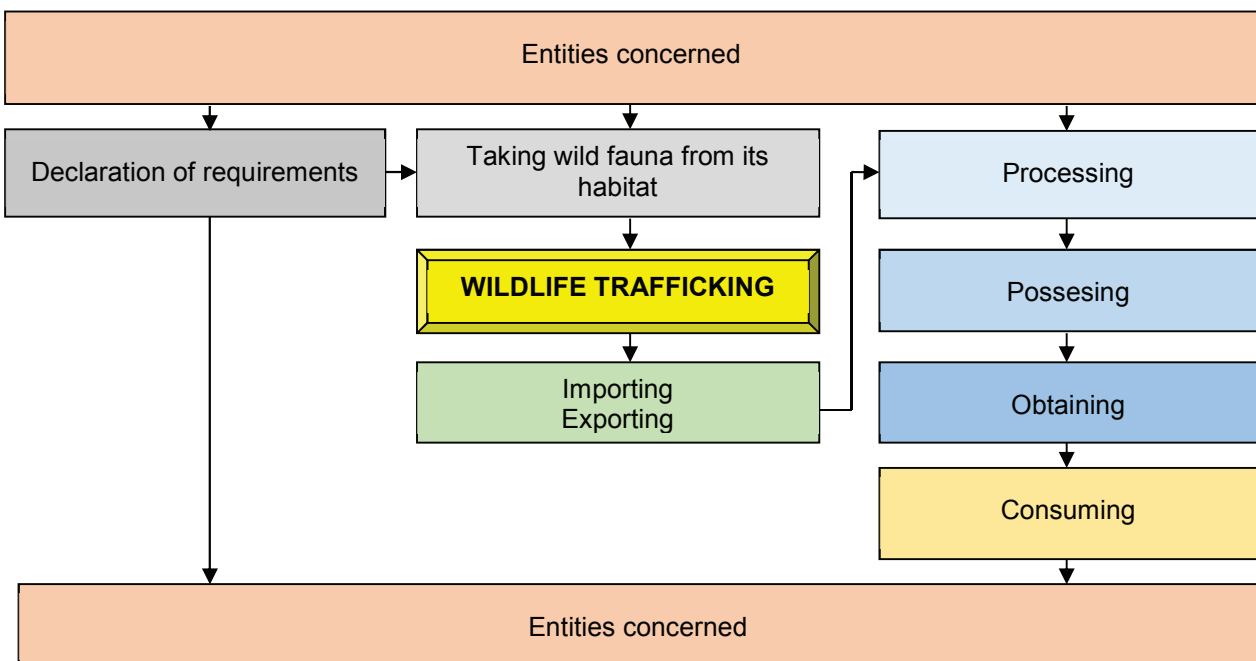 Entities concerned
Declaration of requirements
Taking wild fauna from its
habitat
WILDLIFE TRAFFICKING
Importing
Exporting
Processing
Possesing
Obtaining
Consuming
Entities concerned